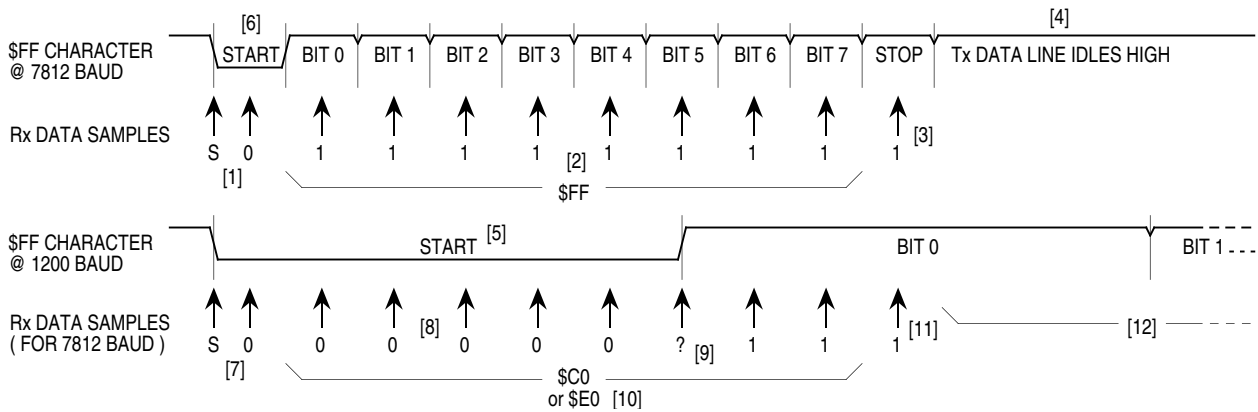 [6] [4]
$FF CHARACTER START BIT 0 BIT 1 BIT 2 BIT 3 BIT 4 BIT 5 BIT 6 BIT 7 STOP Tx DATA LINE IDLES HIGH
@ 7812 BAUD
Rx DATA SAMPLES [3]
S 0 1 1 1 1 [2] 1 1 1 1 1
[1] $FF
$FF CHARACTER START [5] BIT 0 BIT 1
@ 1200 BAUD
Rx DATA SAMPLES [8] [11] [12]
( FOR 7812 BAUD ) S 0 0 0 0 0 0 ? [9] 1 1 1
[7] $C0
or $E0 [10]